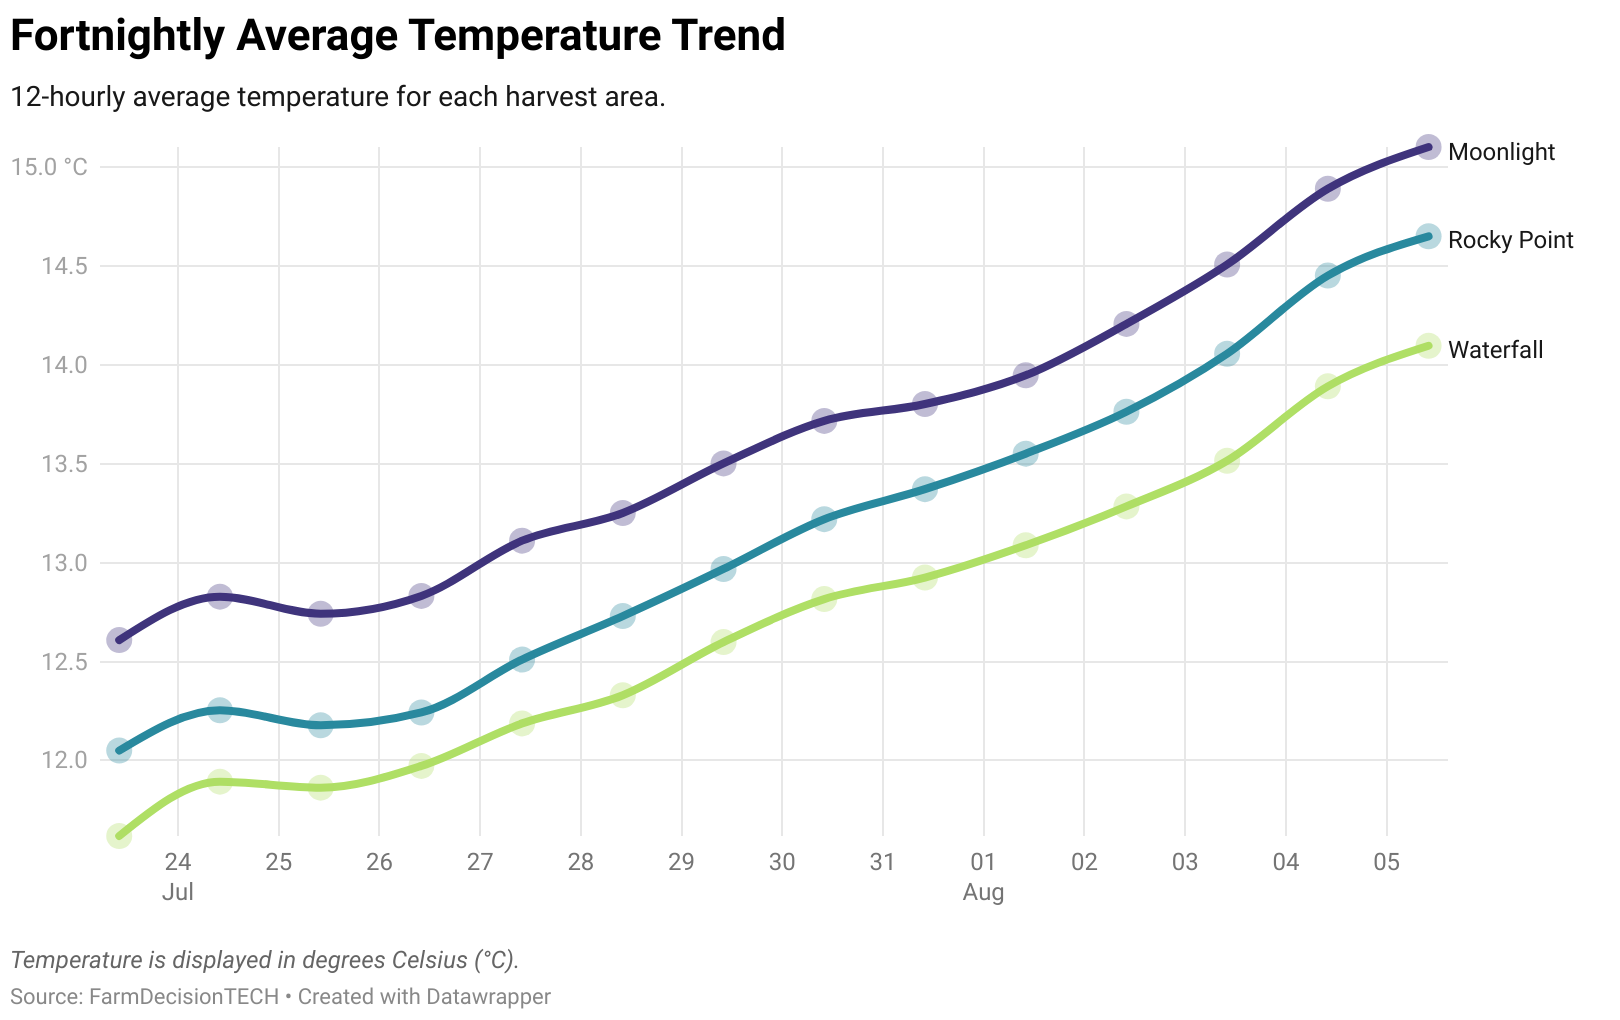 Fortnightly Average Temperature Trend
12-hourly average temperature for each harvest area.
15.0 °C
14.5
14.0
13.5
13.0
12.5
12.0
Moonlight
Rocky Point
Waterfall
24 25 26 27 28 29 30 31 01 02 03 04 05
Jul Aug
Temperature is displayed in degrees Celsius (°C).
Source: FarmDecisionTECH • Created with Datawrapper